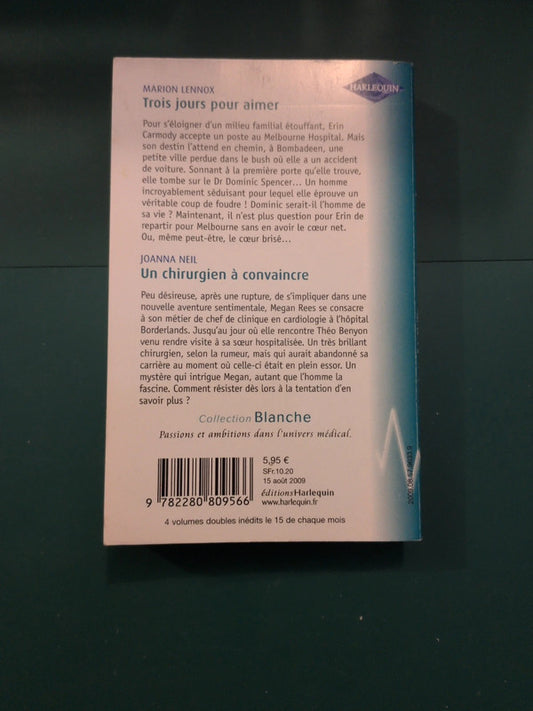 HARLEQUIN
MARION LENNOX
Trois jours pour aimer
Pour s'éloigner d'un milieu familial étouffant, Erin
Carmody accepte un poste au Melbourne Hospital. Mais
son destin l'attend en chemin, à Bombadeen, une
petite ville perdue dans le bush où elle a un accident
de voiture. Sonnant à la première porte qu'elle trouve,
elle tombe sur le Dr Dominic Spencer... Un homme
incroyablement séduisant pour lequel elle éprouve un
véritable coup de foudre ! Dominic serait-il l'homme de
sa vie ? Maintenant, il n'est plus question pour Erin de
repartir pour Melbourne sans en avoir le cœur net.
Ou, même peut-être, le cœur brisé...
JOANNA NEIL
Un chirurgien à convaincre
Peu désireuse, après une rupture, de s'impliquer dans une
nouvelle aventure sentimentale, Megan Rees se consacre
à son métier de chef de clinique en cardiologie à l'hôpital
Borderlands. Jusqu'au jour où elle rencontre Théo Benyon
venu rendre visite à sa sœur hospitalisée. Un très brillant
chirurgien, selon la rumeur, mais qui aurait abandonné sa
carrière au moment où celle-ci était en plein essor. Un
mystère qui intrigue Megan, autant que l'homme la
fascine. Comment résister dès lors à la tentation d'en
savoir plus ?
Collection Blanche
Passions et ambitions dans l'univers médical.
5,95 €
SFr.10.20
15 août 2009
éditionsHarlequin
www.harlequin.fr
9 782280 809566
4 volumes doubles inédits le 15 de chaque mois